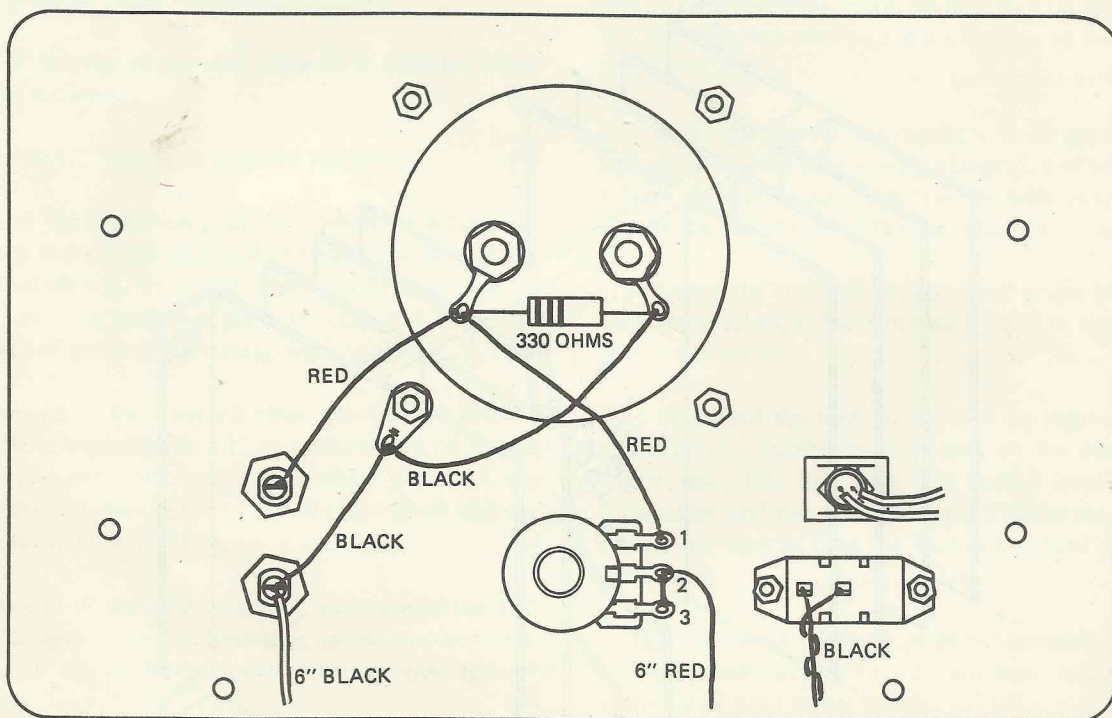 330 OHMS
RED
RED
BLACK
BLACK
1
2
3
BLACK
6" BLACK
6" RED